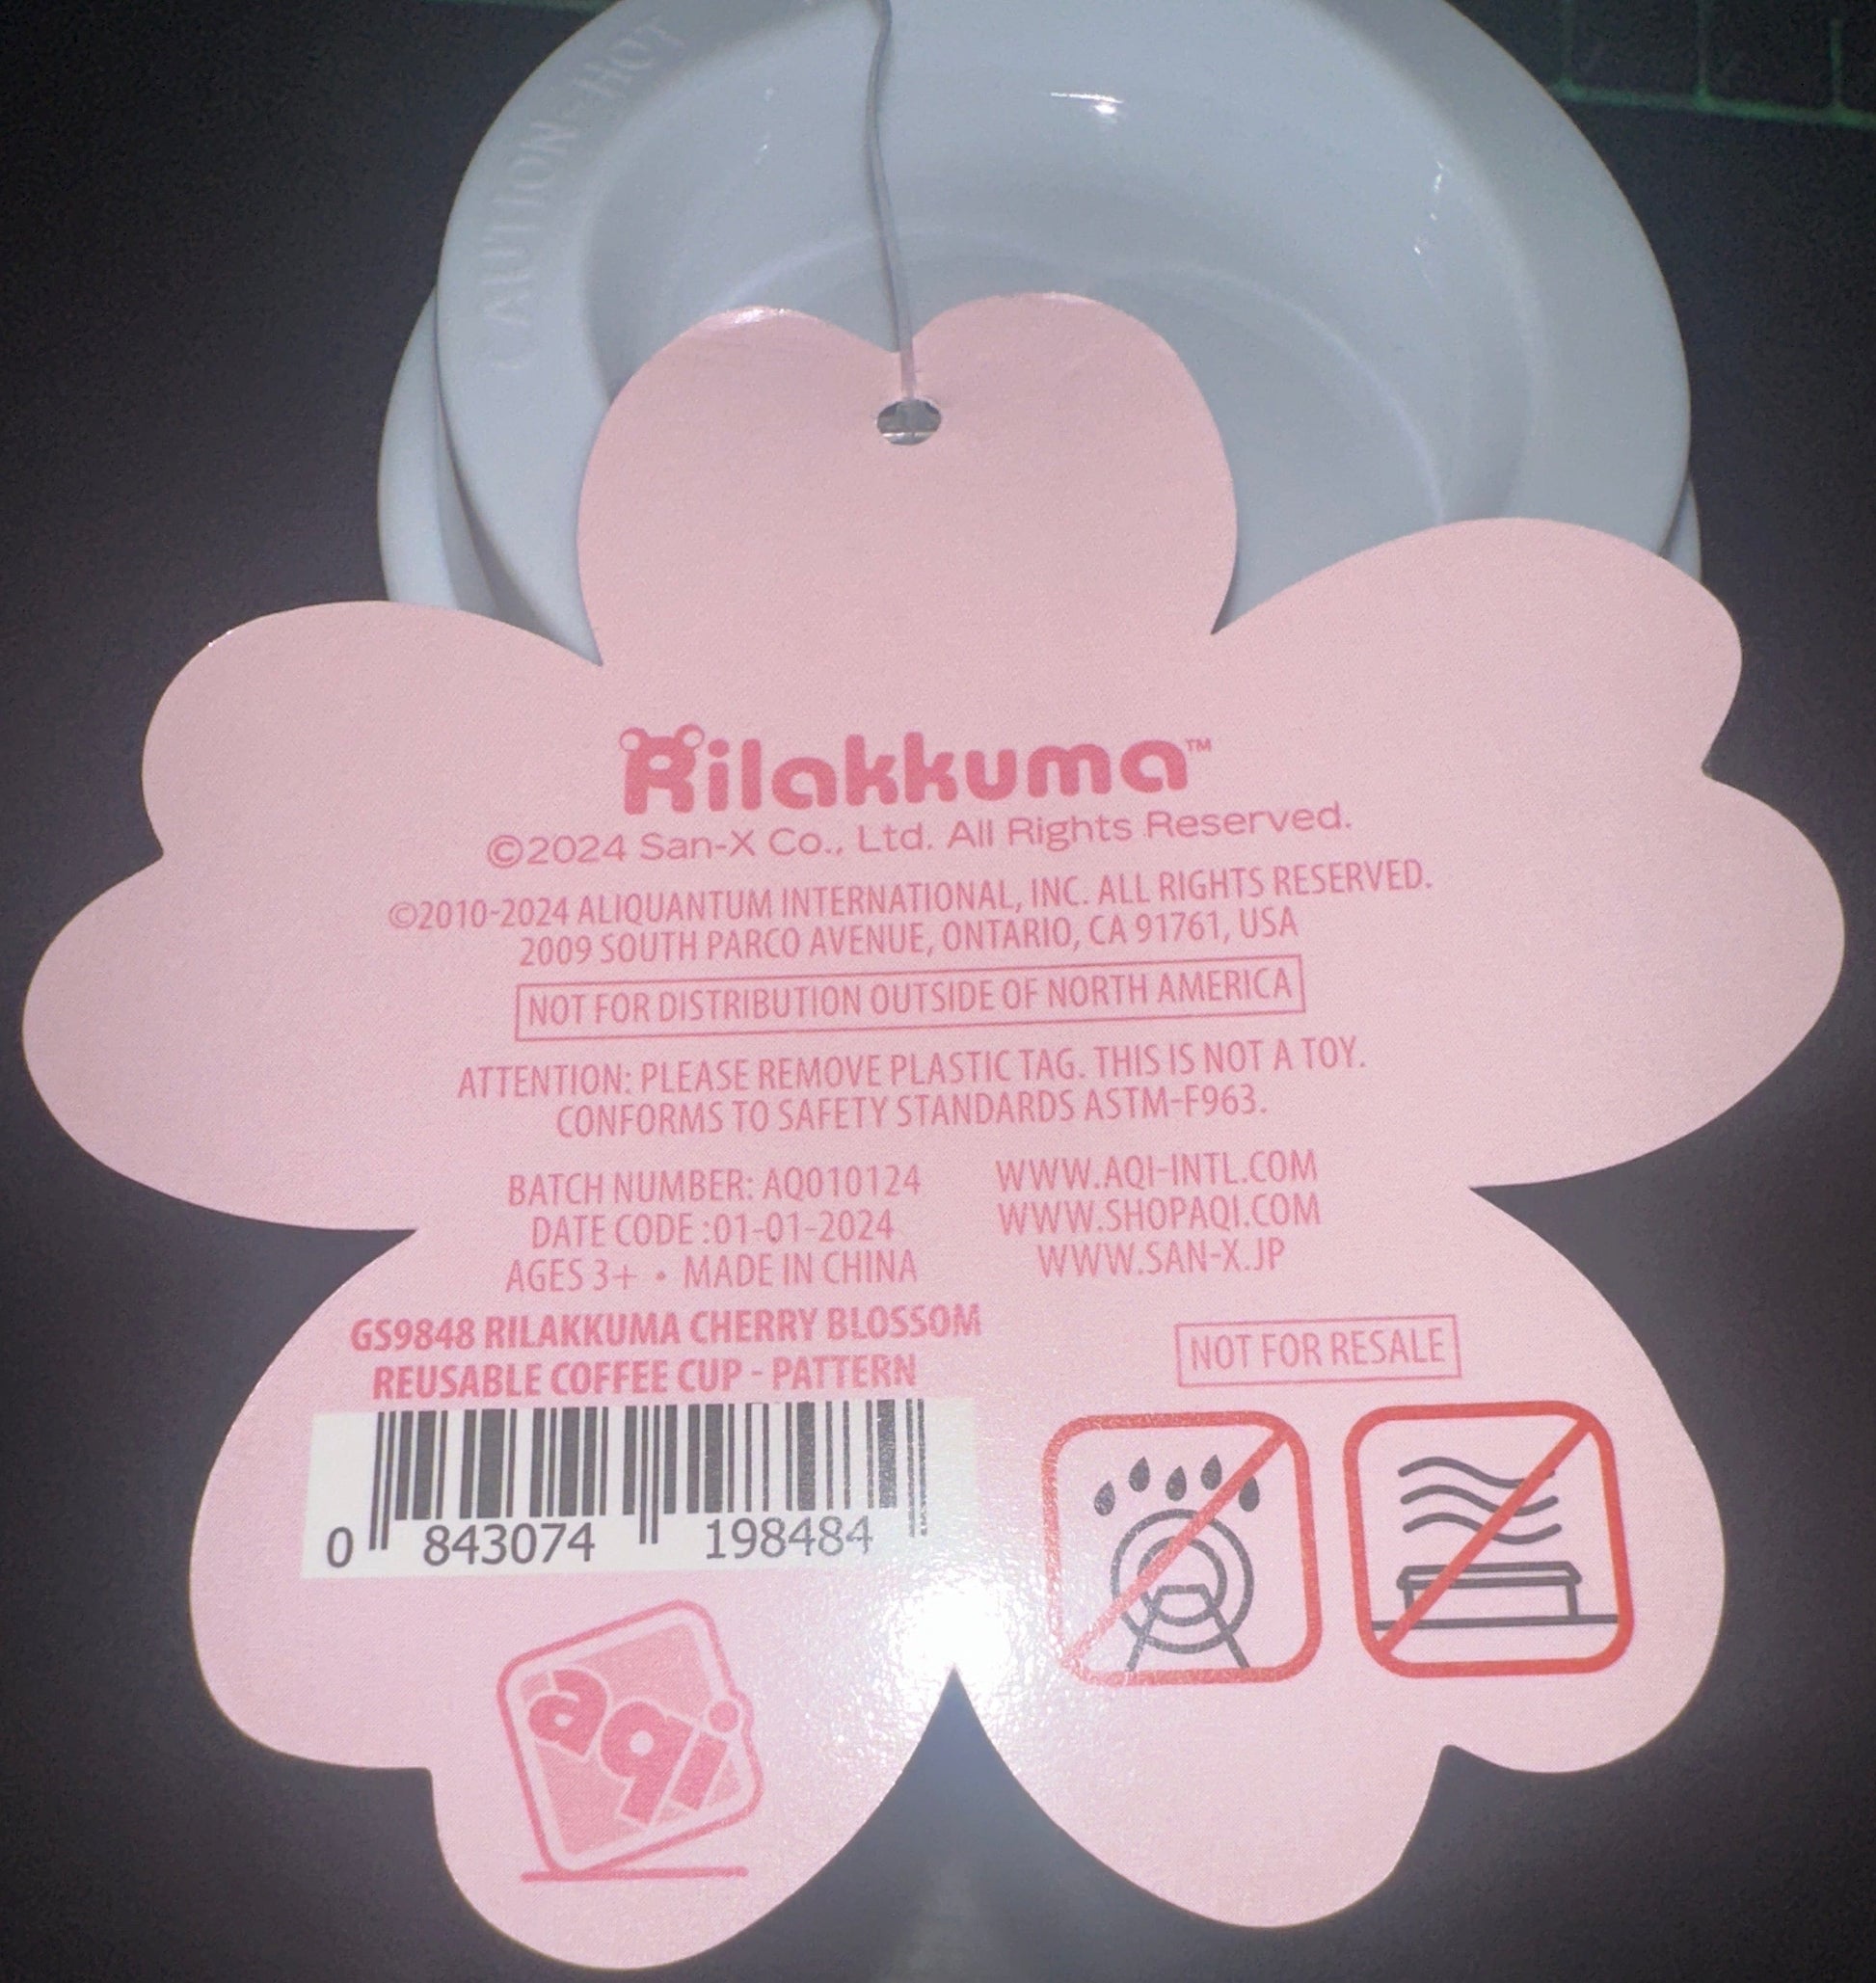 CAUTION-HOT
Rilakkuma™
©2024 San-X Co., Ltd. All Rights Reserved.
©2010-2024 ALIQUANTUM INTERNATIONAL, INC. ALL RIGHTS RESERVED.
2009 SOUTH PARCO AVENUE, ONTARIO, CA 91761, USA
NOT FOR DISTRIBUTION OUTSIDE OF NORTH AMERICA
ATTENTION: PLEASE REMOVE PLASTIC TAG. THIS IS NOT A TOY.
CONFORMS TO SAFETY STANDARDS ASTM-F963.
BATCH NUMBER: AQ010124
DATE CODE :01-01-2024
AGES 3+ • MADE IN CHINA
WWW.AQI-INTL.COM
WWW.SHOPAQI.COM
WWW.SAN-X.JP
GS9848 RILAKKUMA CHERRY BLOSSOM
REUSABLE COFFEE CUP - PATTERN
NOT FOR RESALE
0 843074 198484
aqi